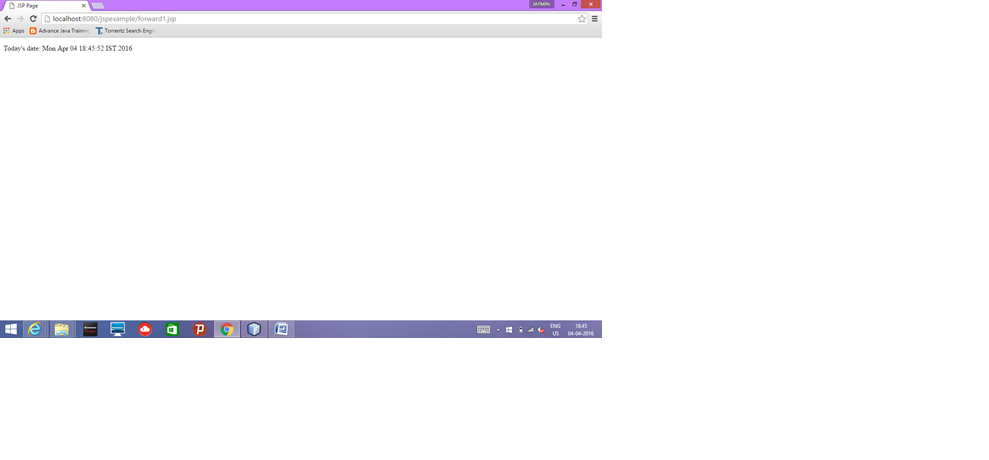 JSP Page
JAYMIN
localhost:8080/jspexample/forward1.jsp
Apps Advance Java Training Torrentz Search Engi
Today's date: Mon Apr 04 18:45:52 IST 2016
ENG 18:45
US 04-04-2016